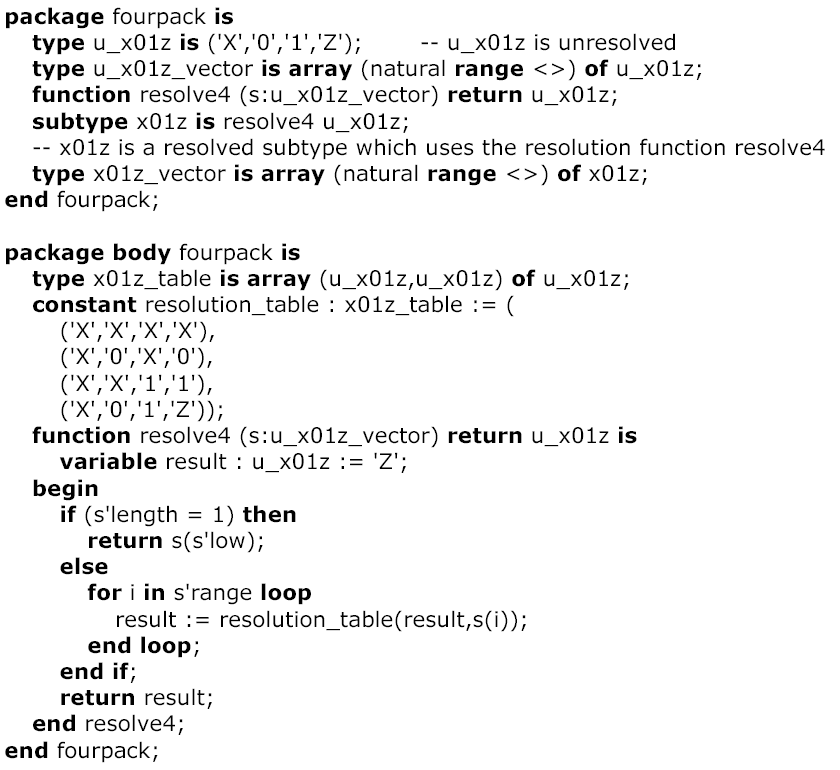 package fourpack is
type u_x01z is ('X','0','1','Z'); -- u_x01z is unresolved
type u_x01z_vector is array (natural range <>) of u_x01z;
function resolve4 (s:u_x01z_vector) return u_x01z;
subtype x01z is resolve4 u_x01z;
-- x01z is a resolved subtype which uses the resolution function resolve4
type x01z_vector is array (natural range <>) of x01z;
end fourpack;
package body fourpack is
type x01z_table is array (u_x01z,u_x01z) of u_x01z;
constant resolution_table : x01z_table := (
('X','X','X','X'),
('X','0','X','0'),
('X','X','1','1'),
('X','0','1','Z'));
function resolve4 (s:u_x01z_vector) return u_x01z is
variable result : u_x01z := 'Z';
begin
if (s'length = 1) then
return s(s'low);
else
for i in s'range loop
result := resolution_table(result,s(i));
end loop;
end if;
return result;
end resolve4;
end fourpack;